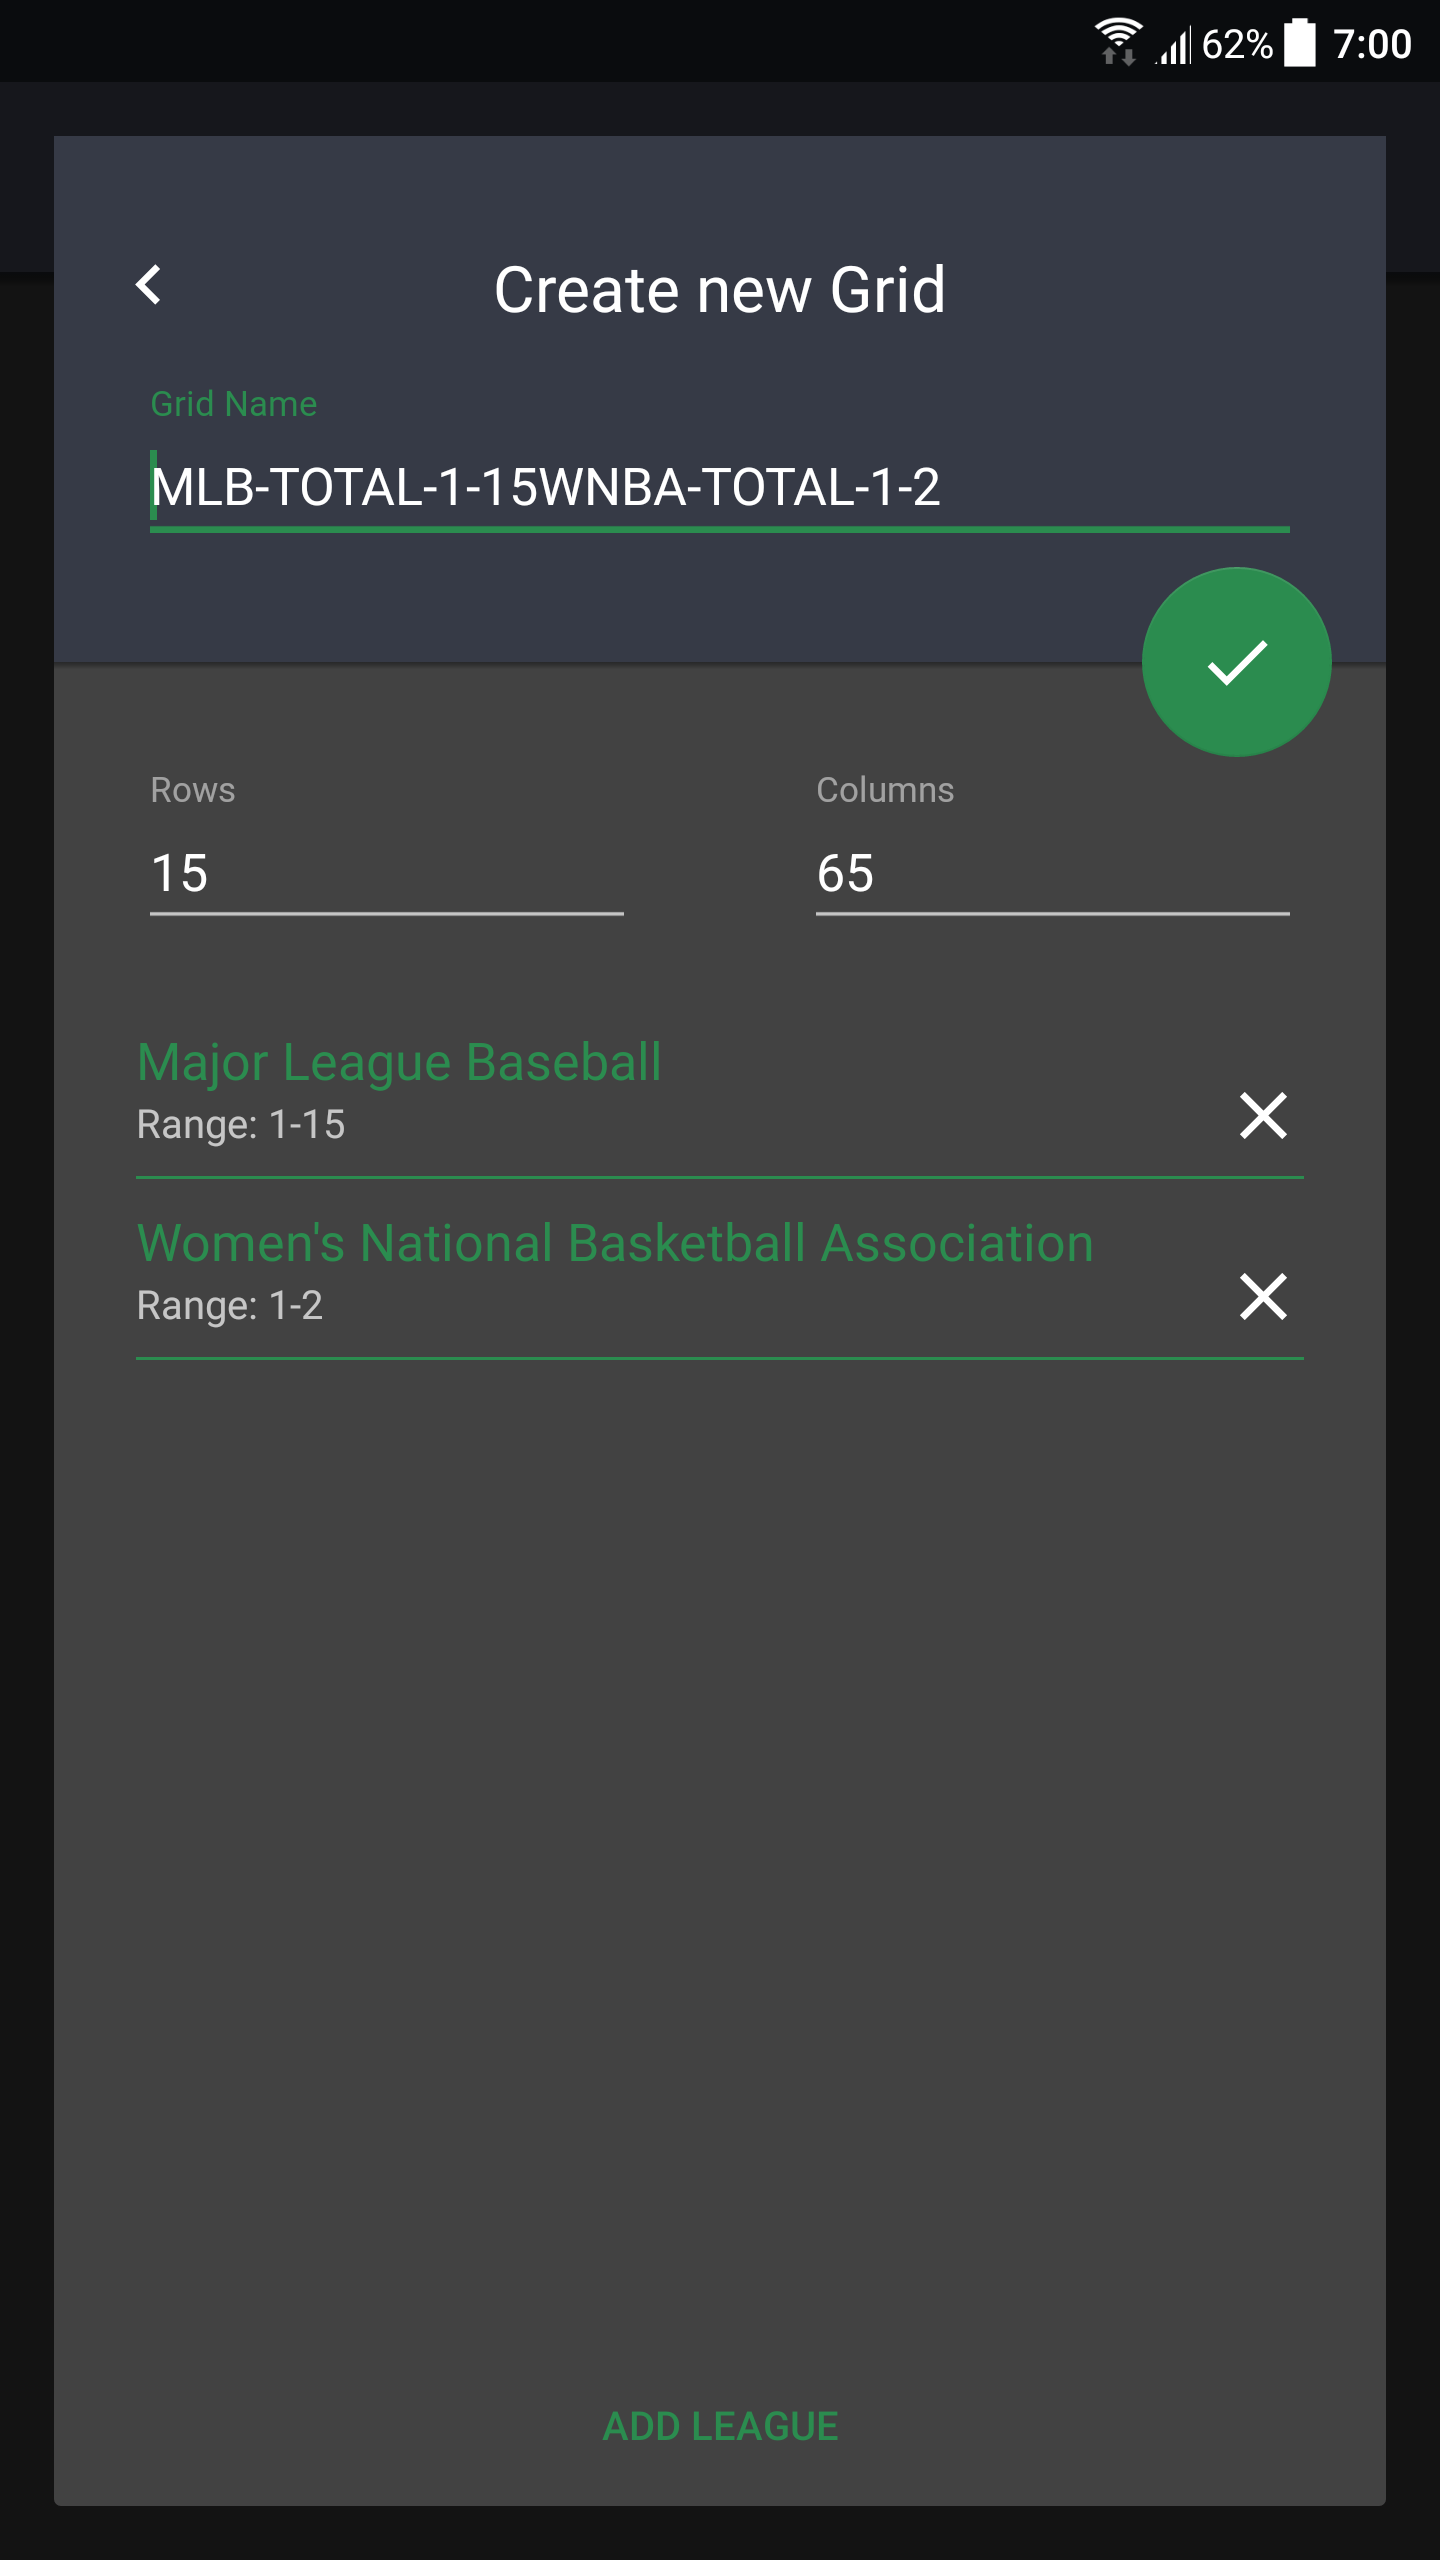 62% 7:00
Create new Grid
Grid Name
MLB-TOTAL-1-15WNBA-TOTAL-1-2
Rows Columns
15 65
Major League Baseball
Range: 1-15
Women's National Basketball Association
Range: 1-2
ADD LEAGUE